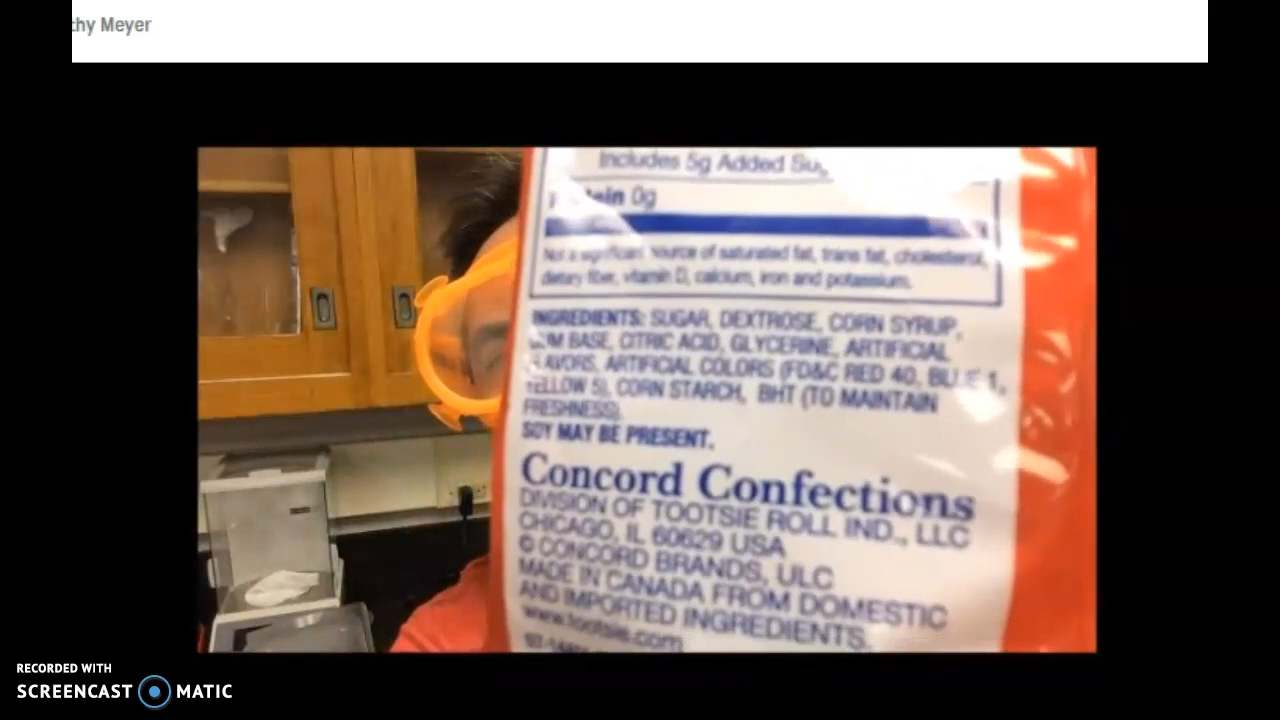 thy Meyer
Includes 5g Added
0g
Not a significant source of saturated fat, trans fat, cholesterol,
dietary fiber, vitamin D, calcium, iron and potassium.
INGREDIENTS: SUGAR, DEXTROSE, CORN SYRUP,
GUM BASE, CITRIC ACID, GLYCERINE, ARTIFICIAL
FLAVORS, ARTIFICIAL COLORS (FD&C RED 40, BLUE 1,
YELLOW 5), CORN STARCH, BHT (TO MAINTAIN
FRESHNESS).
SOY MAY BE PRESENT.
Concord Confections
DIVISION OF TOOTSIE ROLL IND., LLC
CHICAGO, IL 60629 USA
© CONCORD BRANDS, ULC
MADE IN CANADA FROM DOMESTIC
AND IMPORTED INGREDIENTS.
www.tootsie.com
RECORDED WITH
SCREENCAST MATIC